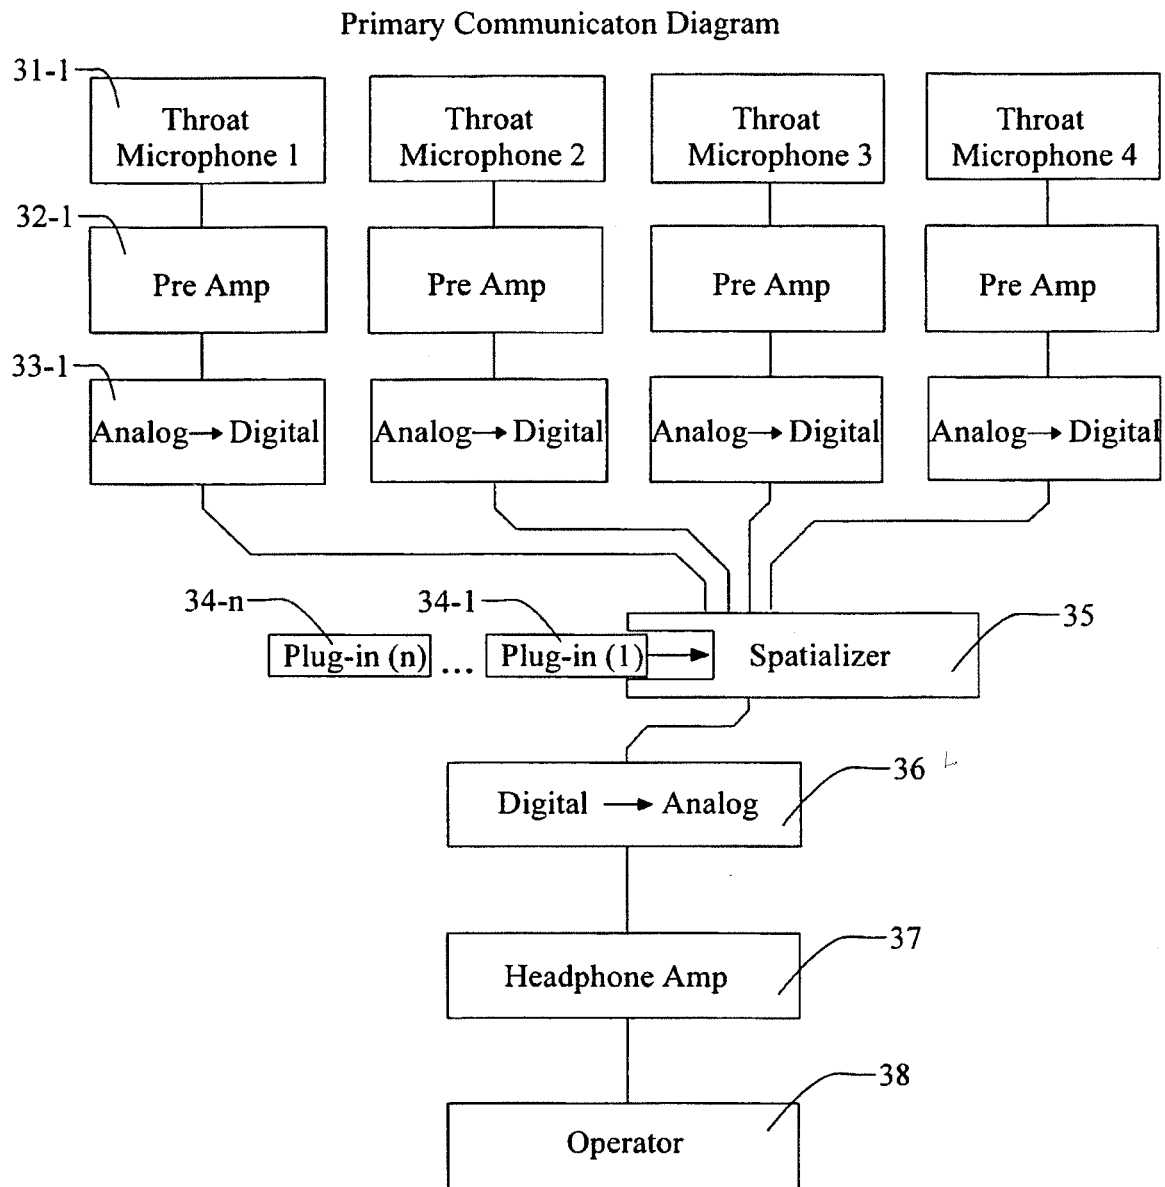 Primary Communicaton Diagram
31-1
Throat
Microphone 1
Throat
Microphone 2
Throat
Microphone 3
Throat
Microphone 4
32-1
Pre Amp
Pre Amp
Pre Amp
Pre Amp
33-1
Analog → Digital
Analog → Digital
Analog → Digital
Analog → Digital
34-n
34-1
35
Plug-in (n)
...
Plug-in (1)
Spatializer
36
Digital → Analog
37
Headphone Amp
38
Operator